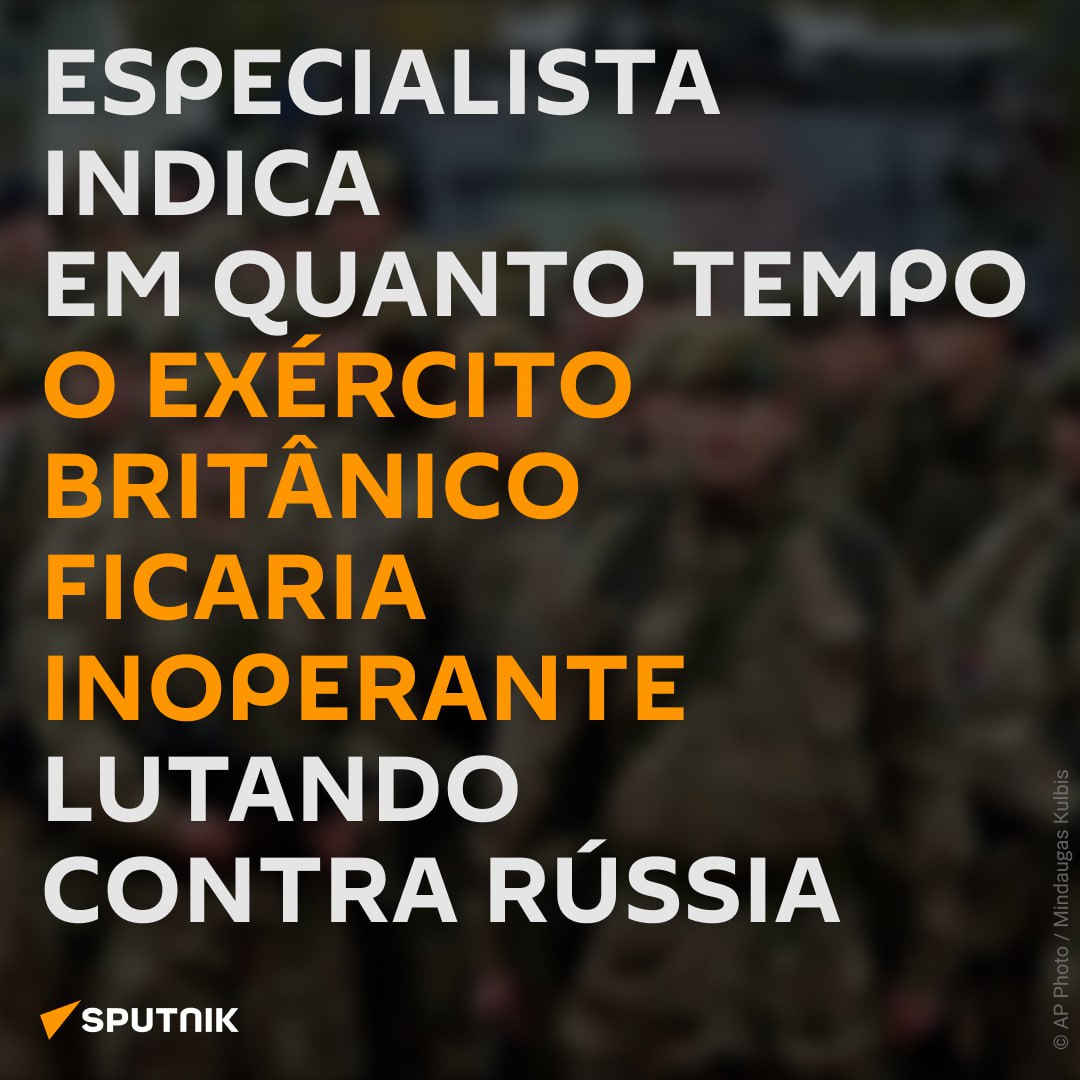 ESPECIALISTA
INDICA
EM QUANTO TEMPO
O EXÉRCITO
BRITÂNICO
FICARIA
INOPERANTE
LUTANDO
CONTRA RÚSSIA
SPUTNIK
© AP Photo / Mindaugas Kulbis